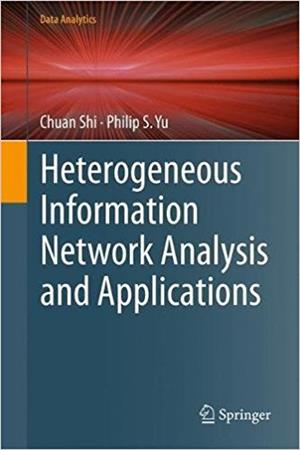 Data Analytics
Chuan Shi · Philip S. Yu
Heterogeneous
Information
Network Analysis
and Applications
Springer